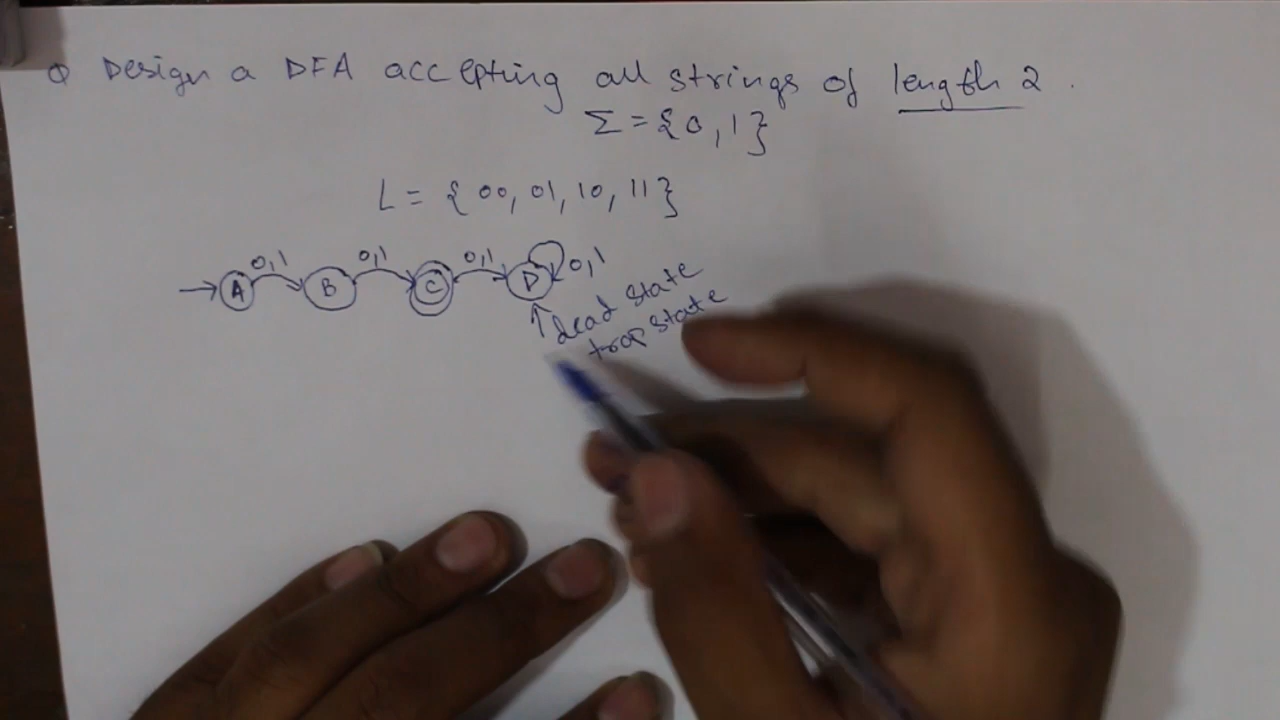 Q Design a DFA accepting all strings of length 2.
Σ = {0,1}
L = {00, 01, 10, 11}
0,1 0,1 0,1 0,1
A B C D
dead state
trap state